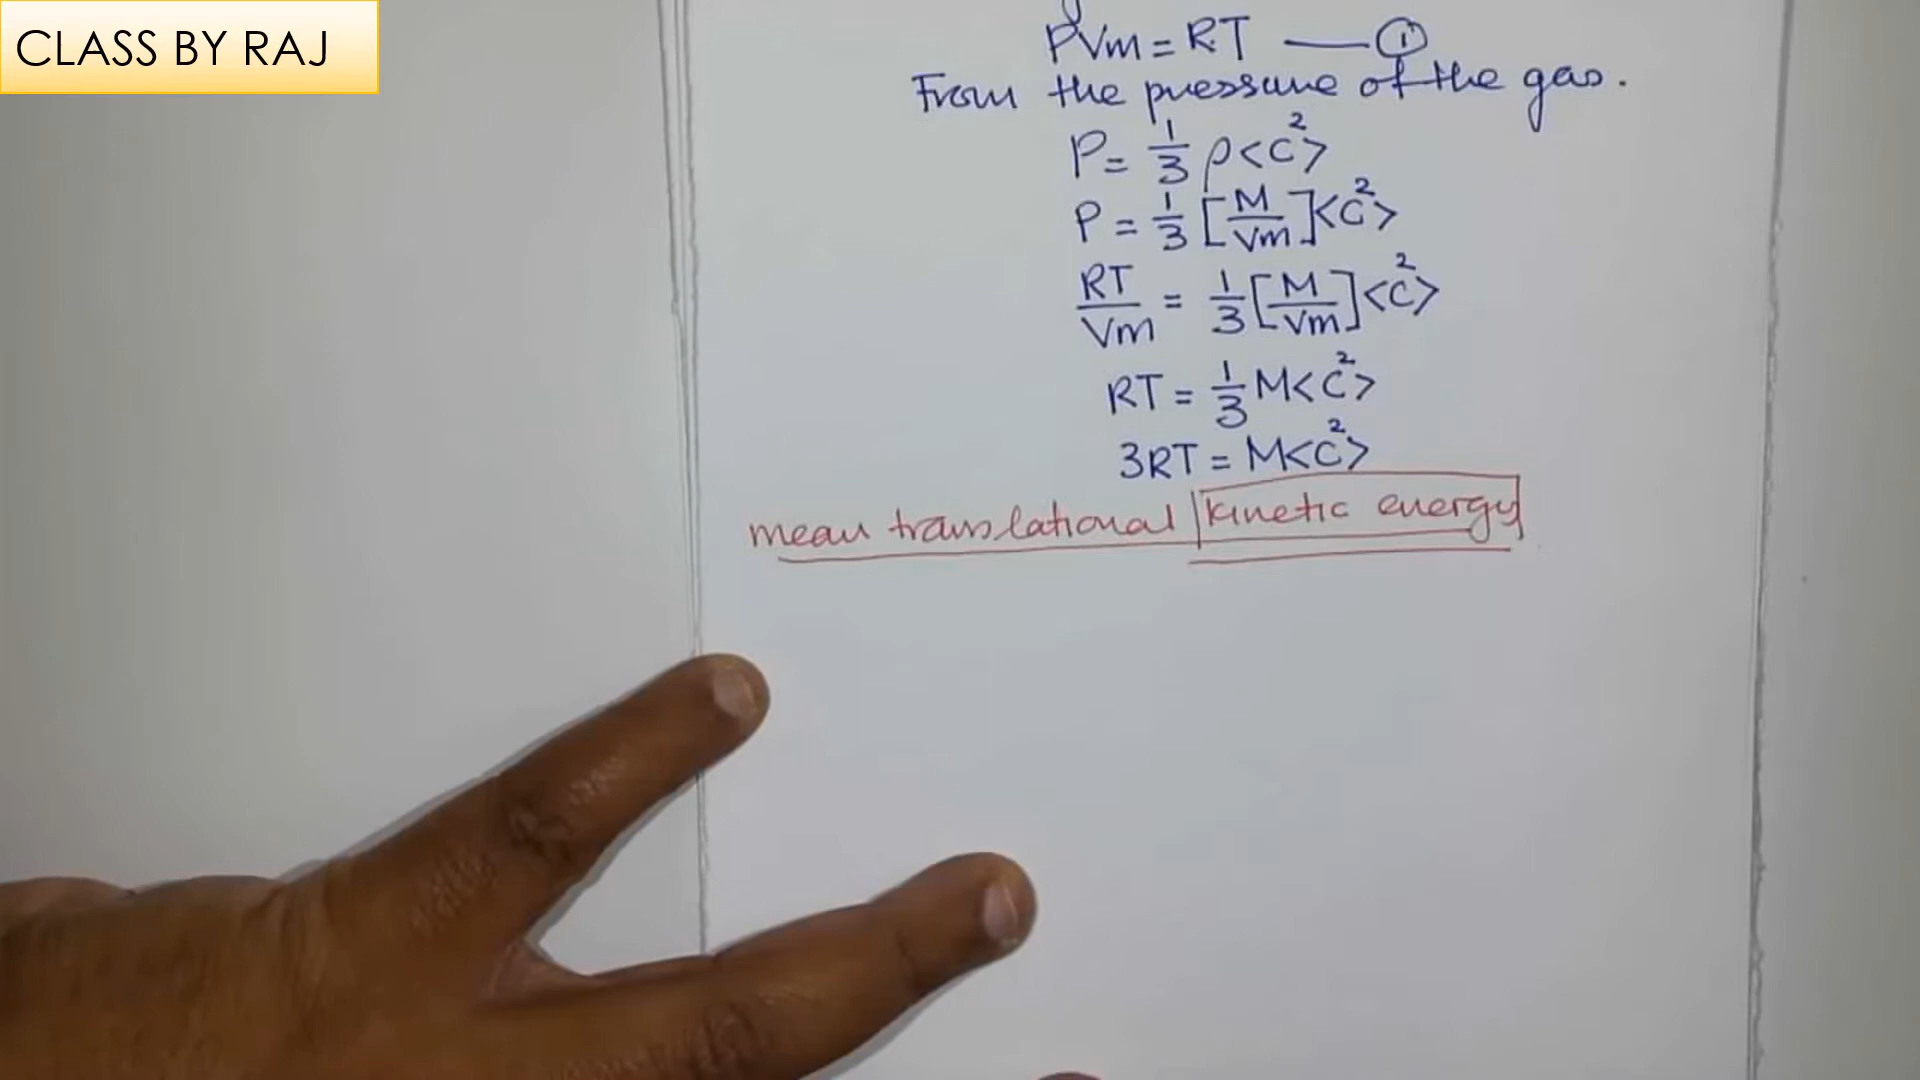 CLASS BY RAJ
PVm = RT — 1
From the pressure of the gas.
P = 1/3 ρ<C²>
P = 1/3 [M/Vm]<C²>
RT/Vm = 1/3 [M/Vm]<C²>
RT = 1/3 M<C²>
3RT = M<C²>
mean translational kinetic energy